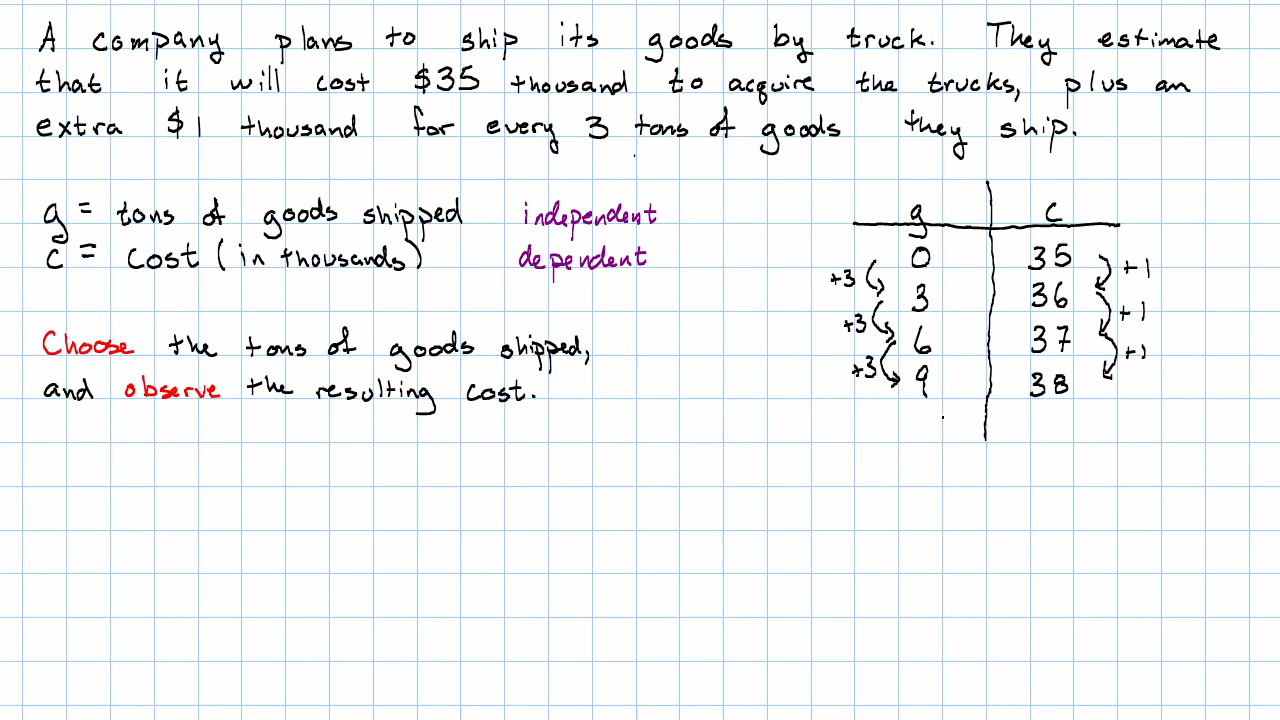 A company plans to ship its goods by truck. They estimate
that it will cost $35 thousand to acquire the trucks, plus an
extra $1 thousand for every 3 tons of goods they ship.
g = tons of goods shipped independent
c = cost (in thousands) dependent
Choose the tons of goods shipped,
and observe the resulting cost.
g c
0 35
+3 +1
3 36
+3 +1
6 37
+3 +1
9 38